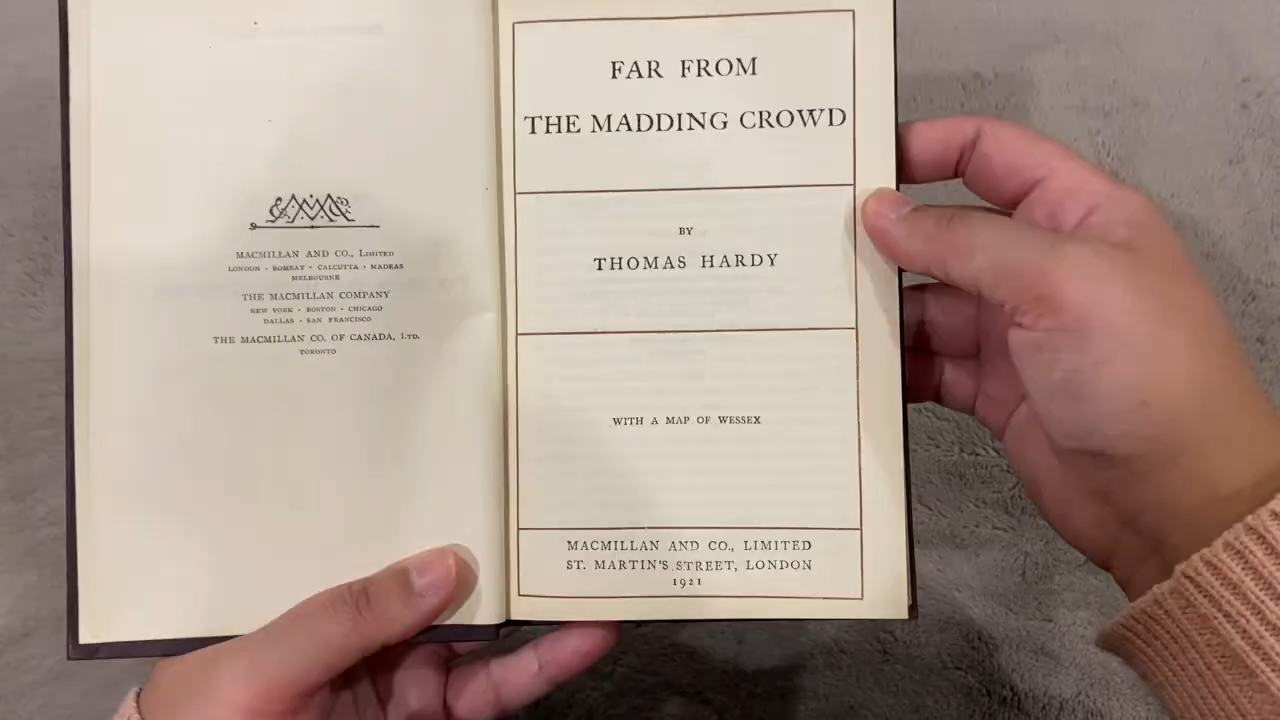 MACMILLAN AND CO., LIMITED
LONDON • BOMBAY • CALCUTTA • MADRAS
MELBOURNE
THE MACMILLAN COMPANY
NEW YORK • BOSTON • CHICAGO
DALLAS • SAN FRANCISCO
THE MACMILLAN CO. OF CANADA, LTD.
TORONTO
FAR FROM
THE MADDING CROWD
BY
THOMAS HARDY
WITH A MAP OF WESSEX
MACMILLAN AND CO., LIMITED
ST. MARTIN'S STREET, LONDON
1921